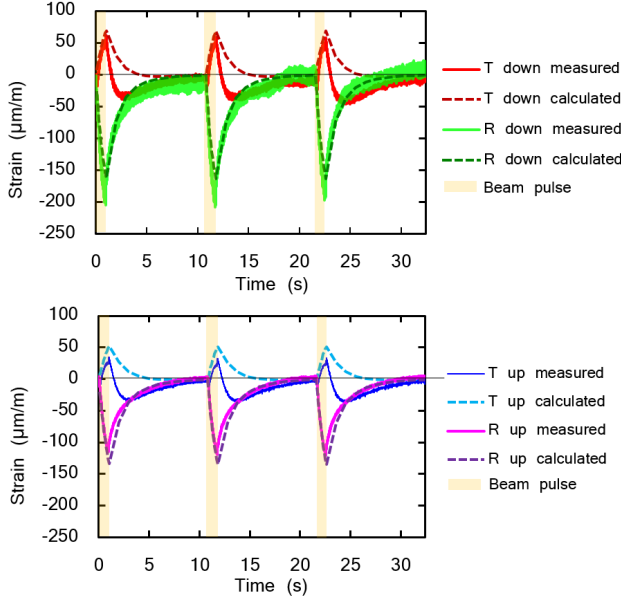 100
50
0
-50
-100
-150
-200
-250
Strain (μm/m)
0 5 10 15 20 25 30
Time (s)
T down measured
T down calculated
R down measured
R down calculated
Beam pulse
100
50
0
-50
-100
-150
-200
-250
Strain (μm/m)
0 5 10 15 20 25 30
Time (s)
T up measured
T up calculated
R up measured
R up calculated
Beam pulse